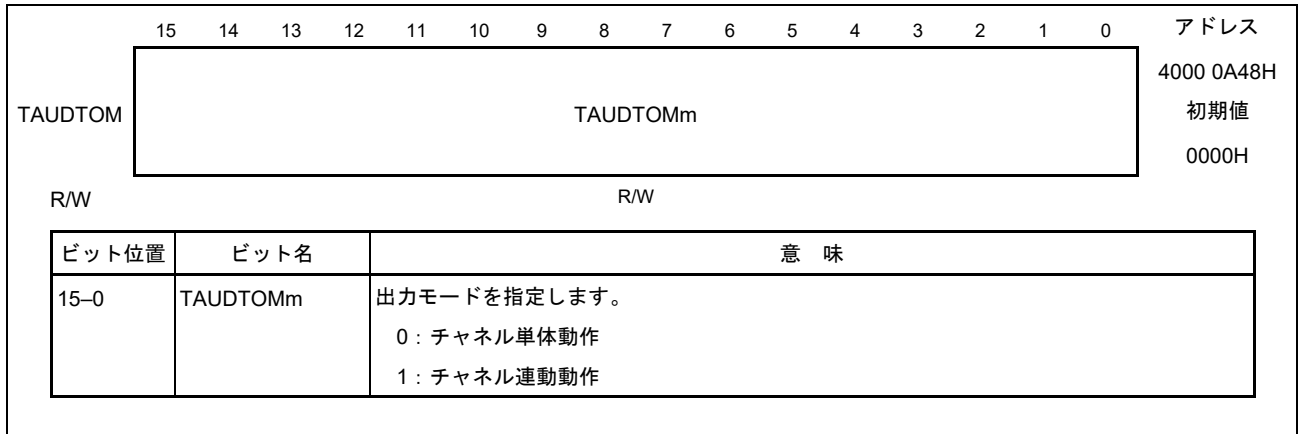 15 14 13 12 11 10 9 8 7 6 5 4 3 2 1 0 アドレス
4000 0A48H
TAUDTOM TAUDTOMm 初期値
0000H
R/W R/W
ビット位置 ビット名 意 味
15–0 TAUDTOMm 出力モードを指定します。
0：チャネル単体動作
1：チャネル連動動作